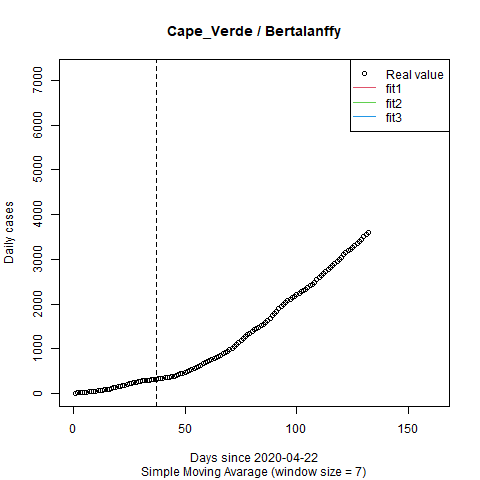 Cape_Verde / Bertalanffy
Real value
fit1
fit2
fit3
Daily cases
7000
6000
5000
4000
3000
2000
1000
0
0 50 100 150
Days since 2020-04-22
Simple Moving Avarage (window size = 7)